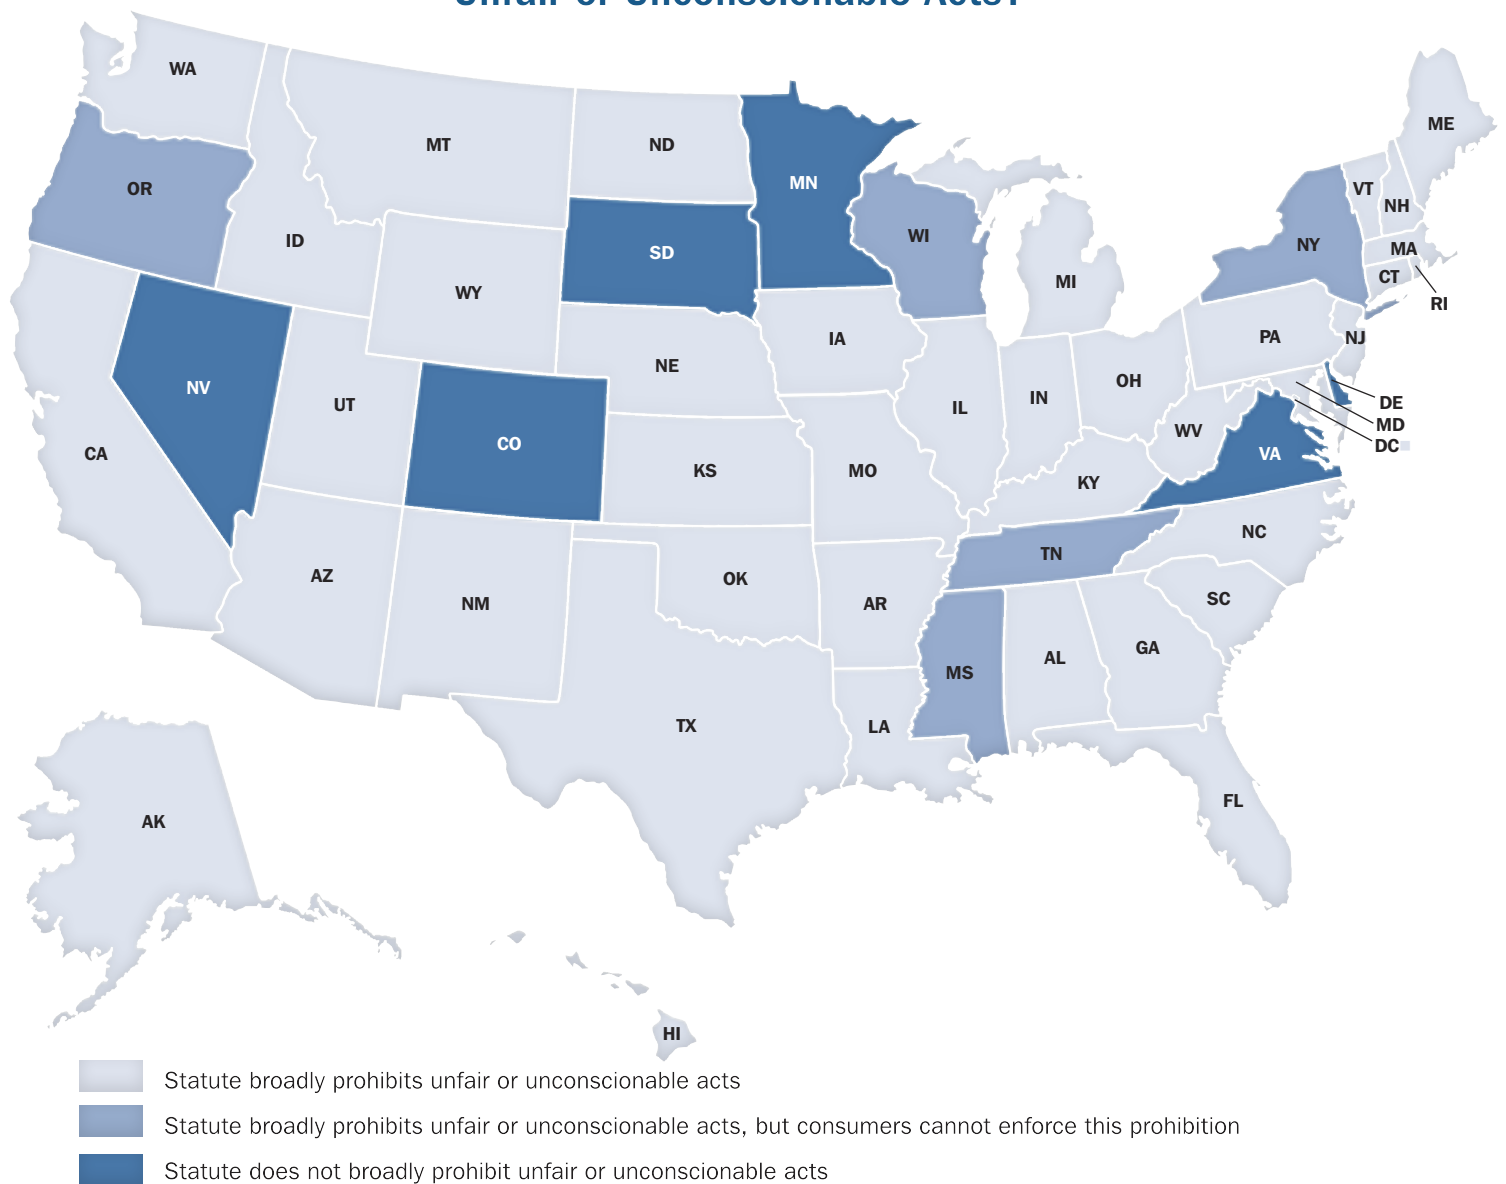 Unfair or Unconscionable Acts?
WA
MT
ND
MN
ME
OR
ID
SD
WI
VT
NH
NY
MA
CT
RI
WY
MI
IA
PA
NJ
NV
UT
NE
IL
IN
OH
DE
MD
DC
CA
CO
KS
MO
WV
VA
KY
NC
AZ
NM
OK
AR
TN
SC
MS
AL
GA
TX
LA
FL
AK
HI
Statute broadly prohibits unfair or unconscionable acts
Statute broadly prohibits unfair or unconscionable acts, but consumers cannot enforce this prohibition
Statute does not broadly prohibit unfair or unconscionable acts